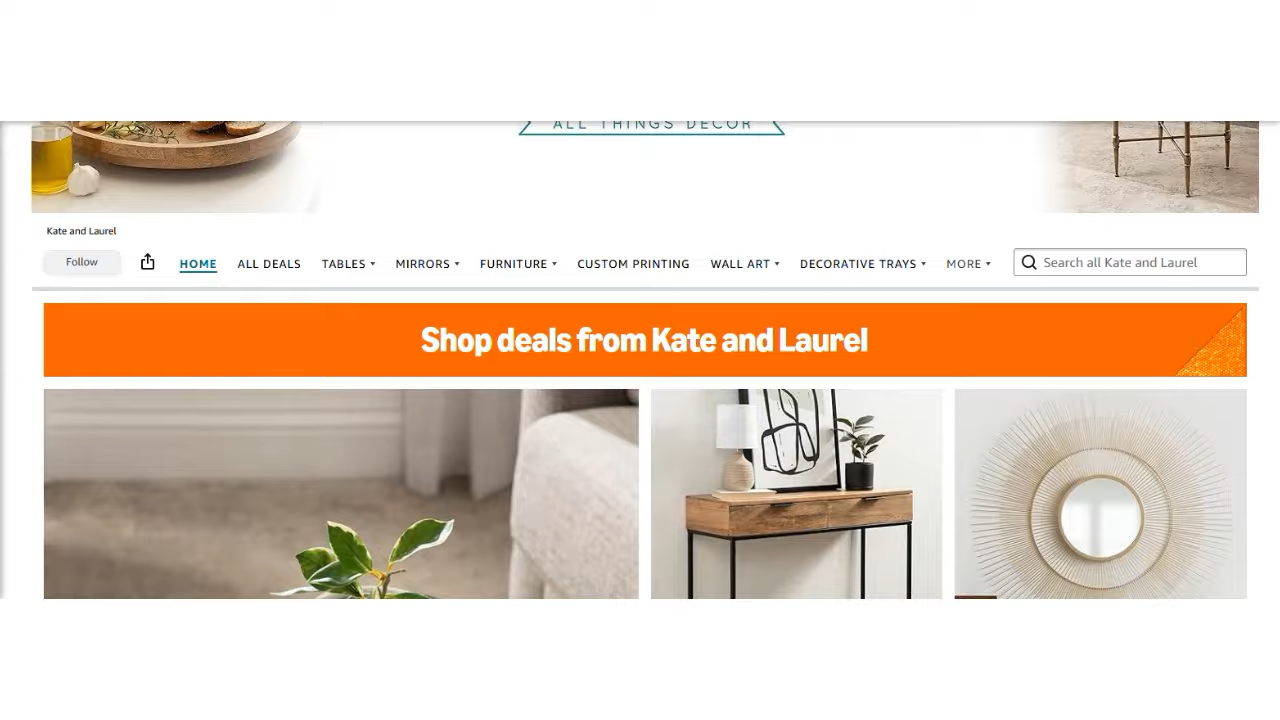 ALL THINGS DECOR
Kate and Laurel
Follow
HOME
ALL DEALS
TABLES
MIRRORS
FURNITURE
CUSTOM PRINTING
WALL ART
DECORATIVE TRAYS
MORE
Search all Kate and Laurel
Shop deals from Kate and Laurel